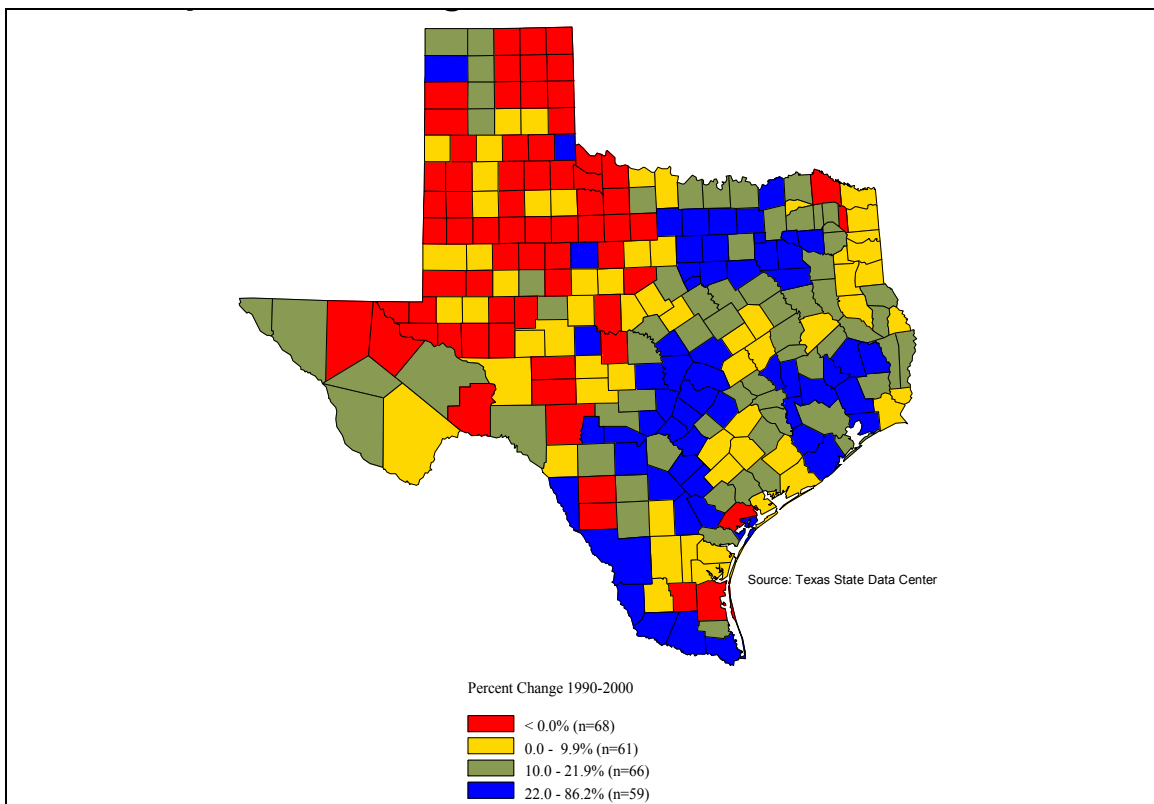 Source: Texas State Data Center
Percent Change 1990-2000
< 0.0% (n=68)
0.0 - 9.9% (n=61)
10.0 - 21.9% (n=66)
22.0 - 86.2% (n=59)